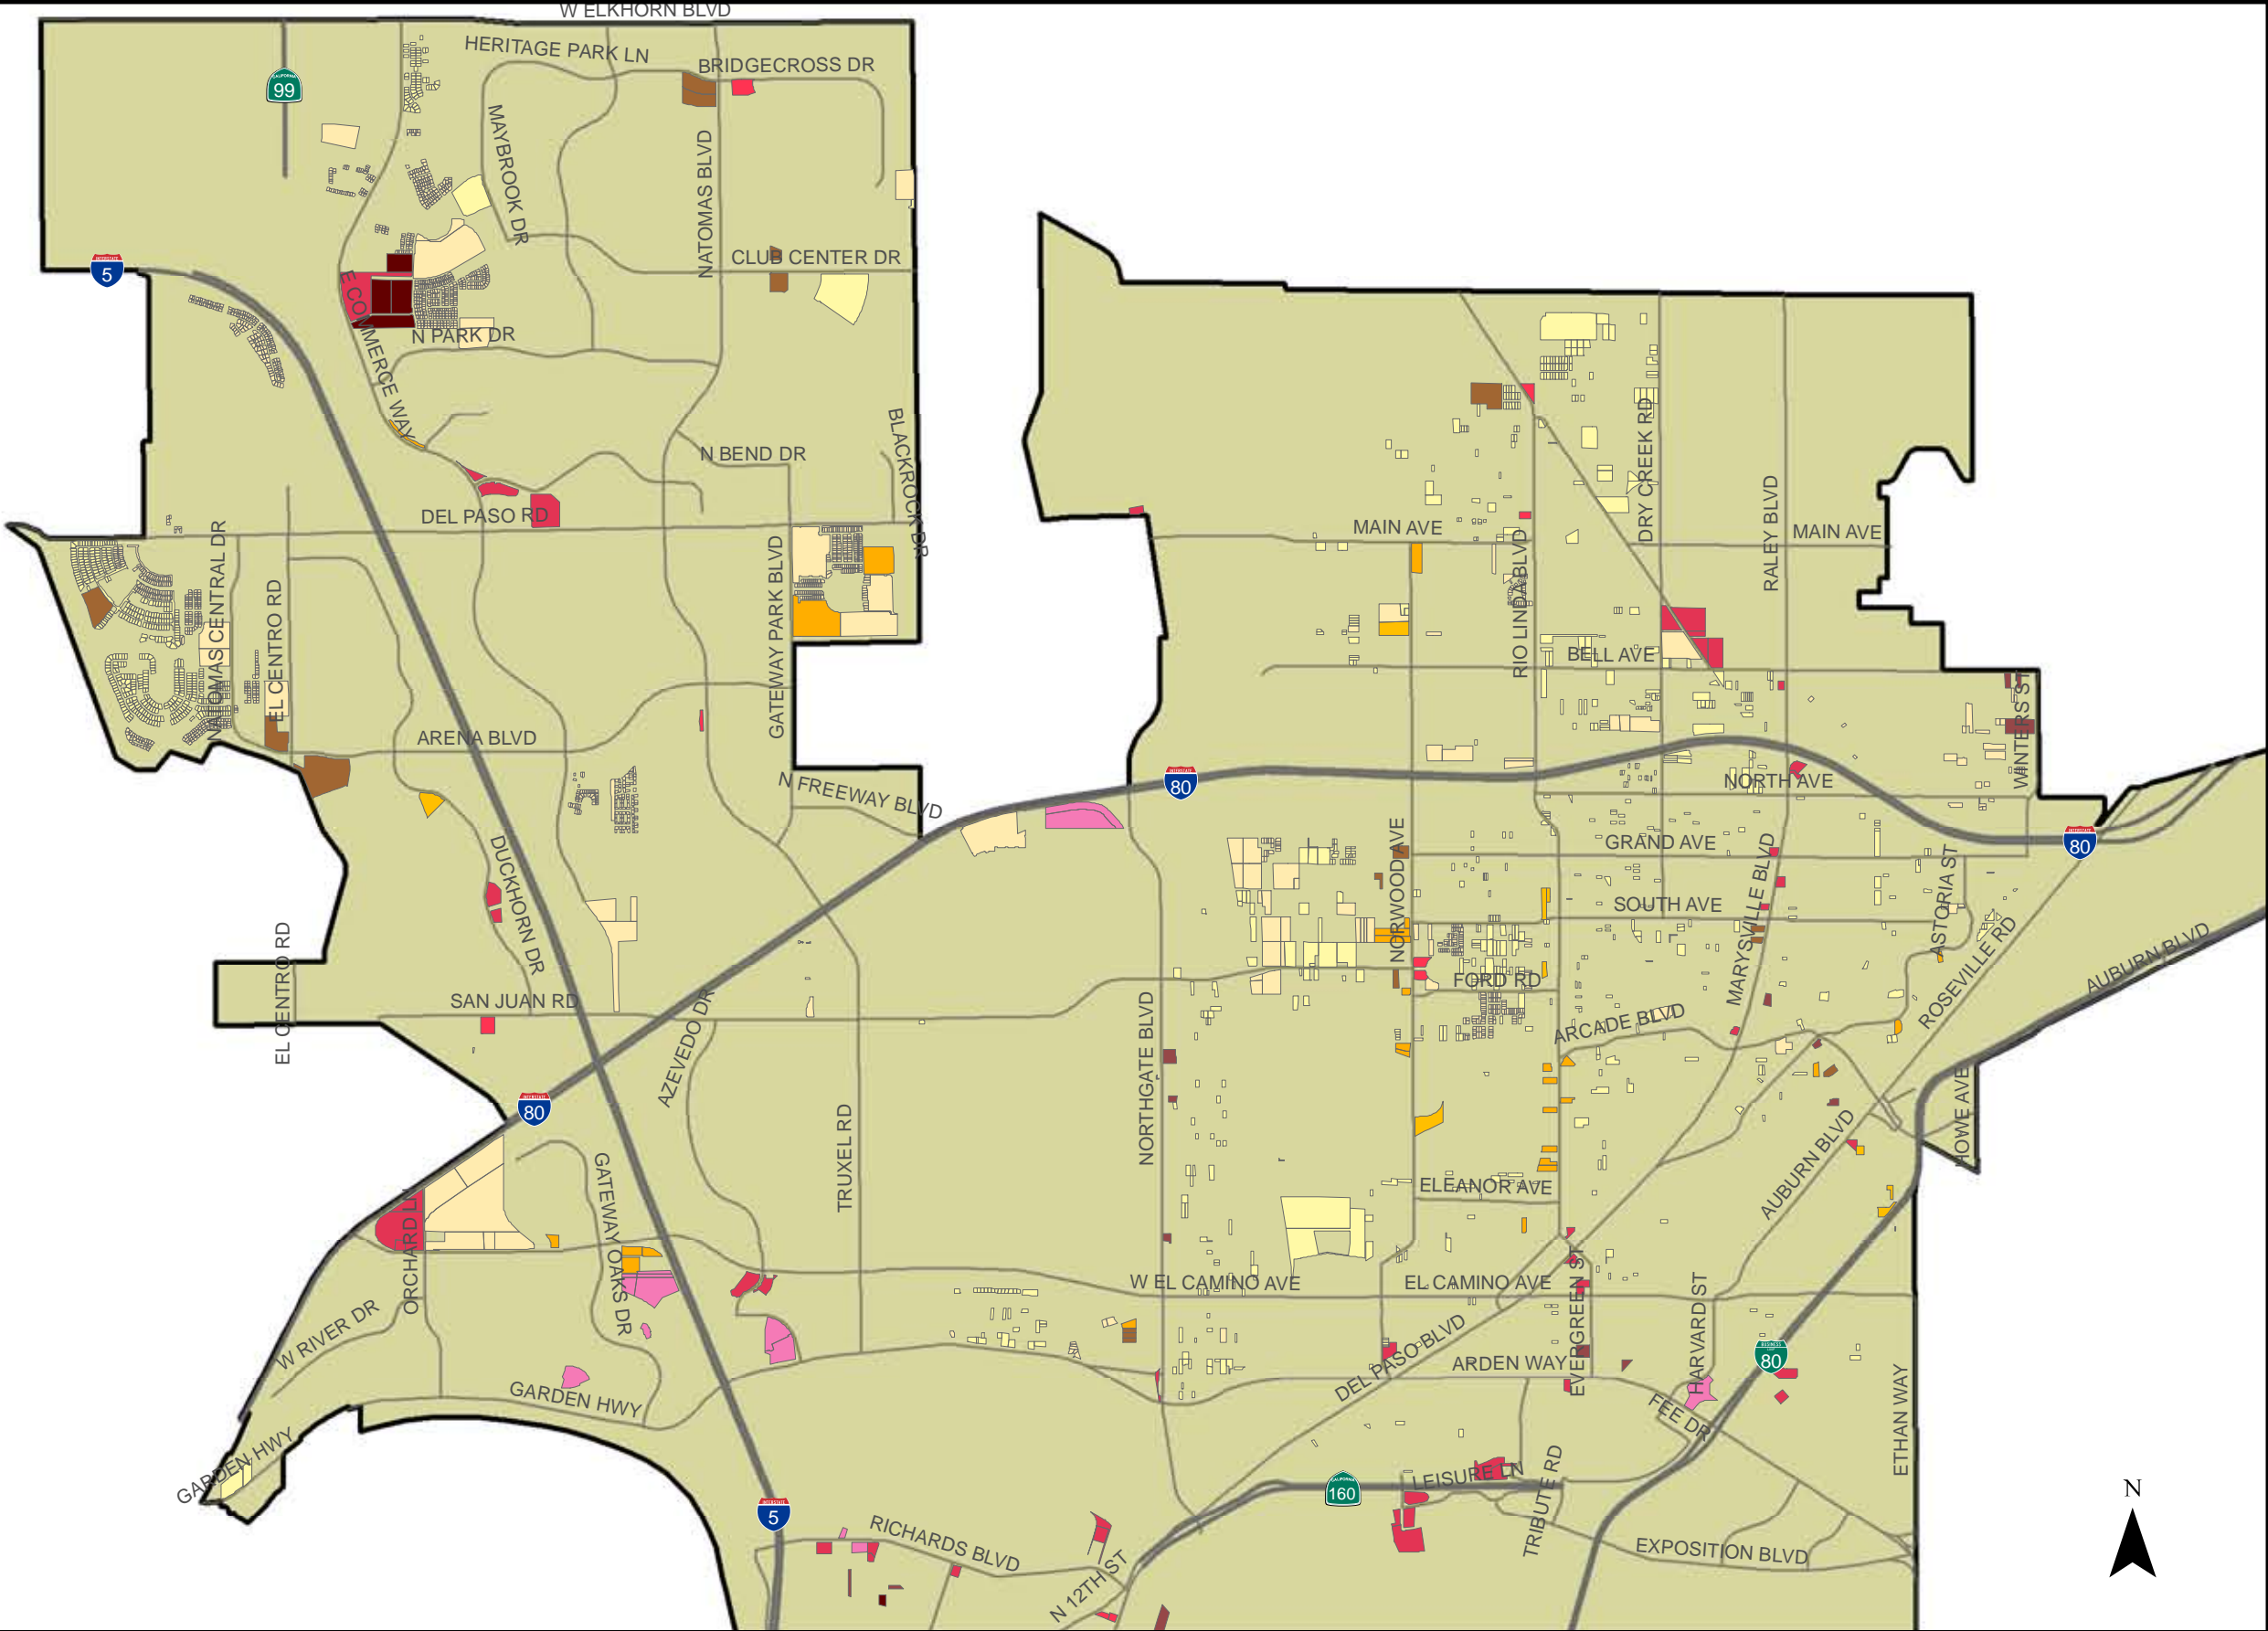 W ELKHORN BLVD
HERITAGE PARK LN
BRIDGECROSS DR
99
MAYBROOK DR
NATOMAS BLVD
CLUB CENTER DR
5
E COMMERCE WAY
N PARK DR
BLACKROCK DR
N BEND DR
DEL PASO RD
NATOMAS CENTRAL DR
EL CENTRO RD
GATEWAY PARK BLVD
ARENA BLVD
N FREEWAY BLVD
DUCKHORN DR
EL CENTRO RD
SAN JUAN RD
AZEVEDO DR
80
TRUXEL RD
GATEWAY OAKS DR
ORCHARD LN
W RIVER DR
GARDEN HWY
GARDEN HWY
5
RICHARDS BLVD
N 12TH ST
MAIN AVE
RIO LINDA BLVD
DRY CREEK RD
RALEY BLVD
MAIN AVE
BELL AVE
WINTERS ST
80
NORTH AVE
80
NORWOOD AVE
GRAND AVE
MARYSVILLE BLVD
SOUTH AVE
ASTORIA ST
ROSEVILLE RD
AUBURN BLVD
FORD RD
ARCADE BLVD
NORTHGATE BLVD
HOWE AVE
AUBURN BLVD
ELEANOR AVE
W EL CAMINO AVE
EL CAMINO AVE
EVERGREEN ST
HARVARD ST
DEL PASO BLVD
ARDEN WAY
BUSINESS
80
FEE DR
ETHAN WAY
160
LEISURE LN
TRIBUTE RD
EXPOSITION BLVD
N